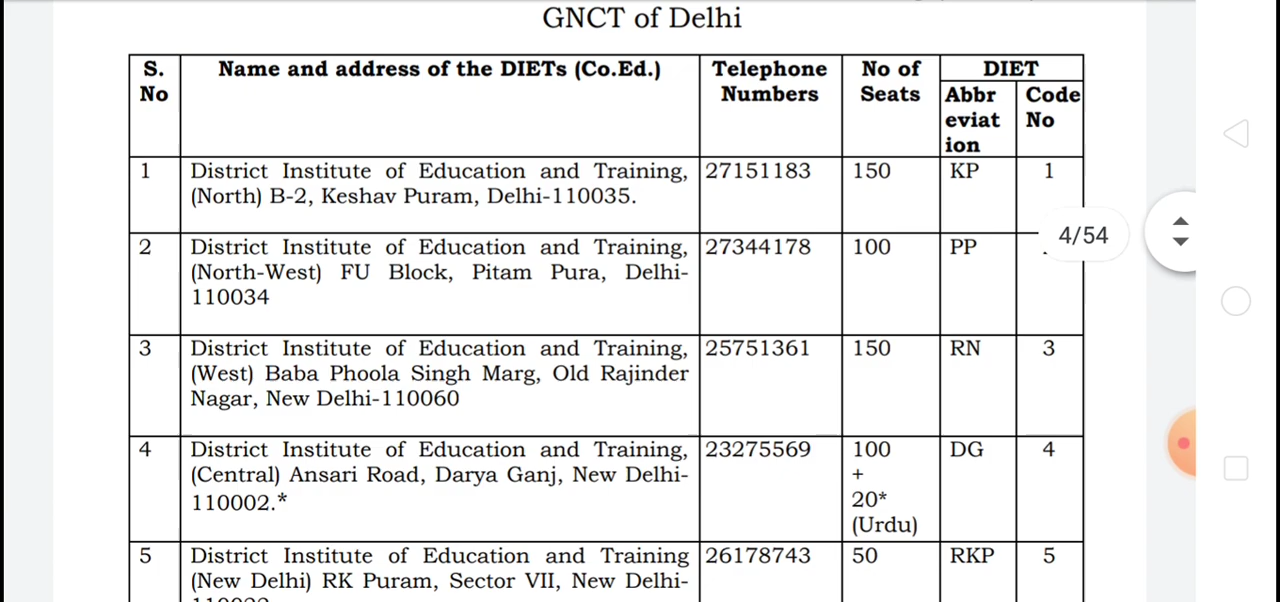 GNCT of Delhi
S. No
Name and address of the DIETs (Co.Ed.)
Telephone Numbers
No of Seats
DIET
Abbr eviat ion
Code No
1
District Institute of Education and Training,
(North) B-2, Keshav Puram, Delhi-110035.
27151183
150
KP
1
2
District Institute of Education and Training,
(North-West) FU Block, Pitam Pura, Delhi-
110034
27344178
100
PP
4/54
3
District Institute of Education and Training,
(West) Baba Phoola Singh Marg, Old Rajinder
Nagar, New Delhi-110060
25751361
150
RN
3
4
District Institute of Education and Training,
(Central) Ansari Road, Darya Ganj, New Delhi-
110002.*
23275569
100
+
20*
(Urdu)
DG
4
5
District Institute of Education and Training
(New Delhi) RK Puram, Sector VII, New Delhi-
26178743
50
RKP
5